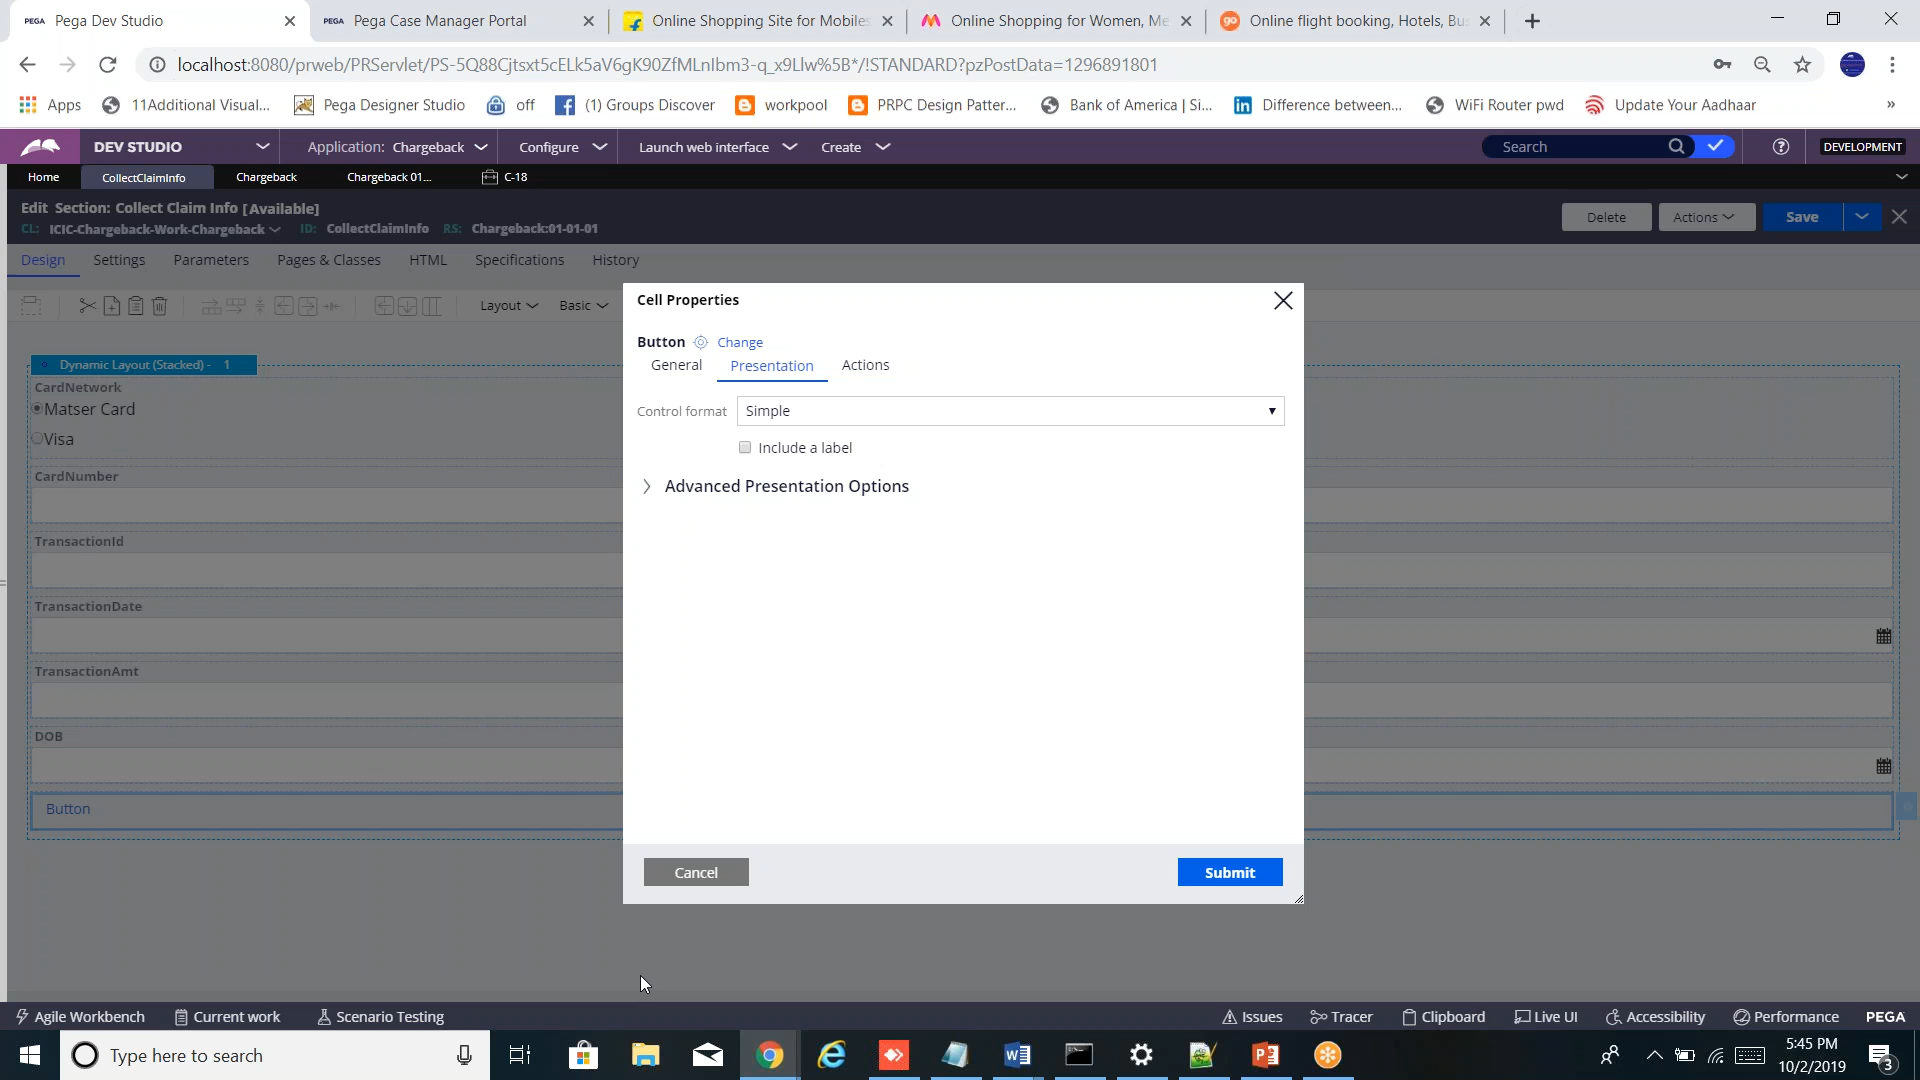 PEGA Pega Dev Studio
PEGA Pega Case Manager Portal
Online Shopping Site for Mobiles
Online Shopping for Women, Me
go Online flight booking, Hotels, Bu
localhost:8080/prweb/PRServlet/PS-5Q88Cjtsxt5cELk5aV6gK90ZfMLnIbm3-q_x9Llw%5B*/!STANDARD?pzPostData=1296891801
Apps
11Additional Visual...
Pega Designer Studio
off
(1) Groups Discover
workpool
PRPC Design Patter...
Bank of America | Si...
Difference between...
WiFi Router pwd
Update Your Aadhaar
»
DEV STUDIO
Application: Chargeback
Configure
Launch web interface
Create
Search
DEVELOPMENT
Home
CollectClaimInfo
Chargeback
Chargeback 01...
C-18
Edit Section: Collect Claim Info [Available]
CL: ICIC-Chargeback-Work-Chargeback ID: CollectClaimInfo RS: Chargeback:01-01-01
Delete
Actions
Save
Design
Settings
Parameters
Pages & Classes
HTML
Specifications
History
Layout
Basic
Cell Properties
Button Change
General
Presentation
Actions
Control format Simple
Include a label
Advanced Presentation Options
Cancel
Submit
Dynamic Layout (Stacked) - 1
CardNetwork
Matser Card
Visa
CardNumber
TransactionId
TransactionDate
TransactionAmt
DOB
Button
Agile Workbench
Current work
Scenario Testing
Issues
Tracer
Clipboard
Live UI
Accessibility
Performance
PEGA
Type here to search
5:45 PM
10/2/2019
3